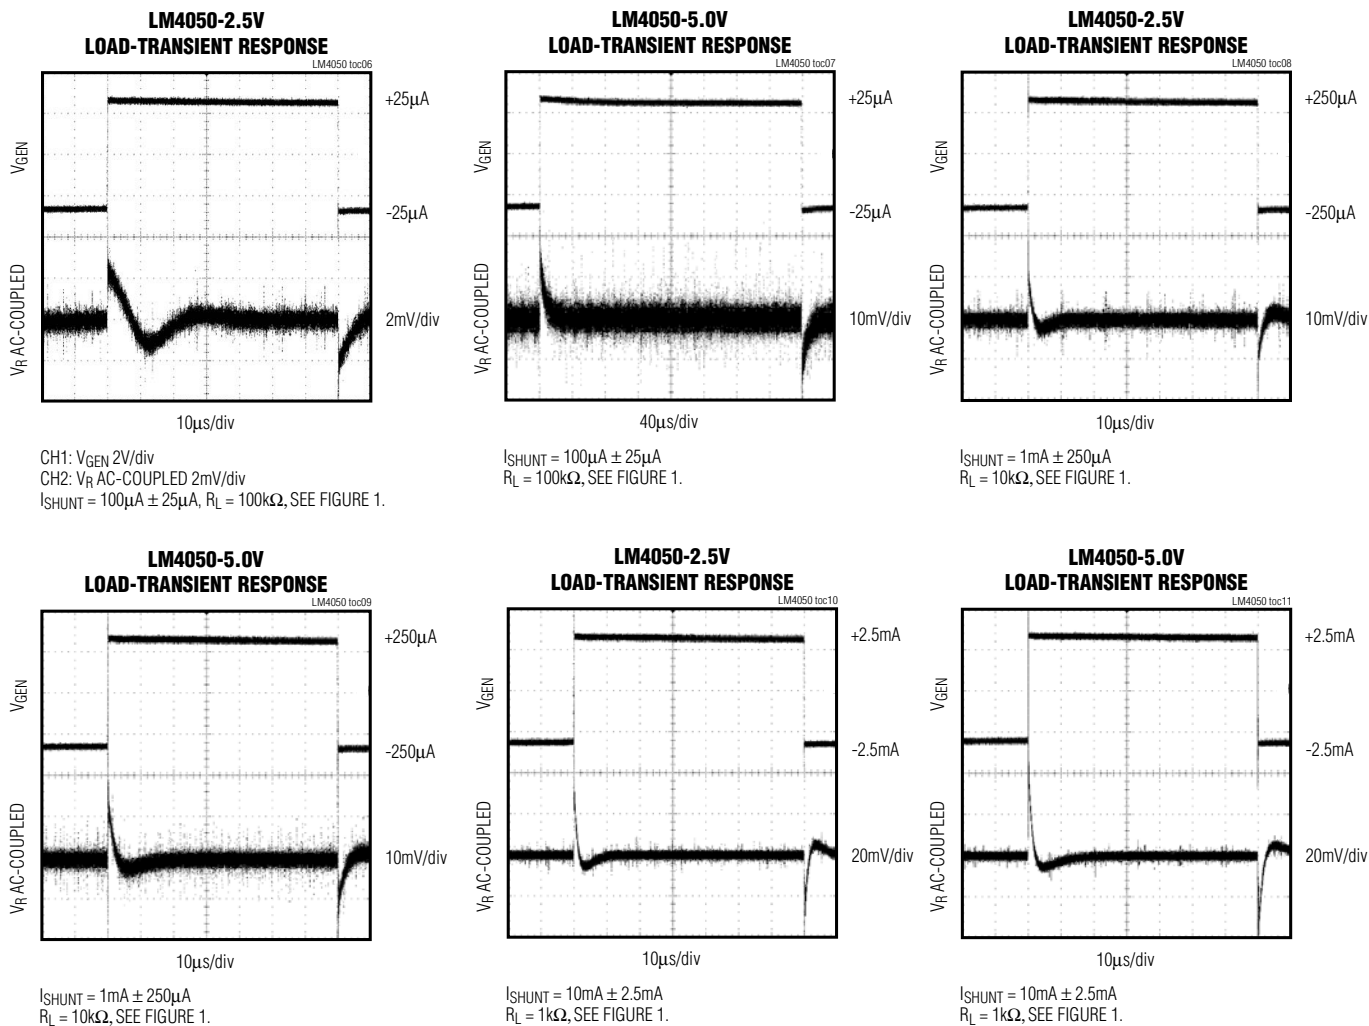 LM4050-2.5V
LOAD-TRANSIENT RESPONSE
LM4050 toc06
+25µA
VGEN
-25µA
VR AC-COUPLED
2mV/div
10µs/div
CH1: VGEN 2V/div
CH2: VR AC-COUPLED 2mV/div
ISHUNT = 100µA ± 25µA, RL = 100kΩ, SEE FIGURE 1.
LM4050-5.0V
LOAD-TRANSIENT RESPONSE
LM4050 toc07
+25µA
VGEN
-25µA
VR AC-COUPLED
10mV/div
40µs/div
ISHUNT = 100µA ± 25µA
RL = 100kΩ, SEE FIGURE 1.
LM4050-2.5V
LOAD-TRANSIENT RESPONSE
LM4050 toc08
+250µA
VGEN
-250µA
VR AC-COUPLED
10mV/div
10µs/div
ISHUNT = 1mA ± 250µA
RL = 10kΩ, SEE FIGURE 1.
LM4050-5.0V
LOAD-TRANSIENT RESPONSE
LM4050 toc09
+250µA
VGEN
-250µA
VR AC-COUPLED
10mV/div
10µs/div
ISHUNT = 1mA ± 250µA
RL = 10kΩ, SEE FIGURE 1.
LM4050-2.5V
LOAD-TRANSIENT RESPONSE
LM4050 toc10
+2.5mA
VGEN
-2.5mA
VR AC-COUPLED
20mV/div
10µs/div
ISHUNT = 10mA ± 2.5mA
RL = 1kΩ, SEE FIGURE 1.
LM4050-5.0V
LOAD-TRANSIENT RESPONSE
LM4050 toc11
+2.5mA
VGEN
-2.5mA
VR AC-COUPLED
20mV/div
10µs/div
ISHUNT = 10mA ± 2.5mA
RL = 1kΩ, SEE FIGURE 1.